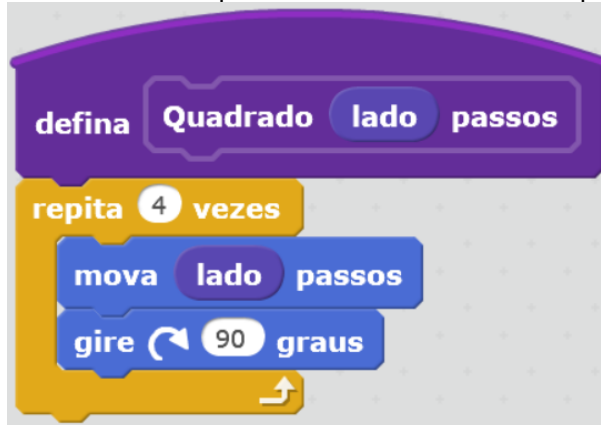 defina Quadrado lado passos
repita 4 vezes
mova lado passos
gire 90 graus